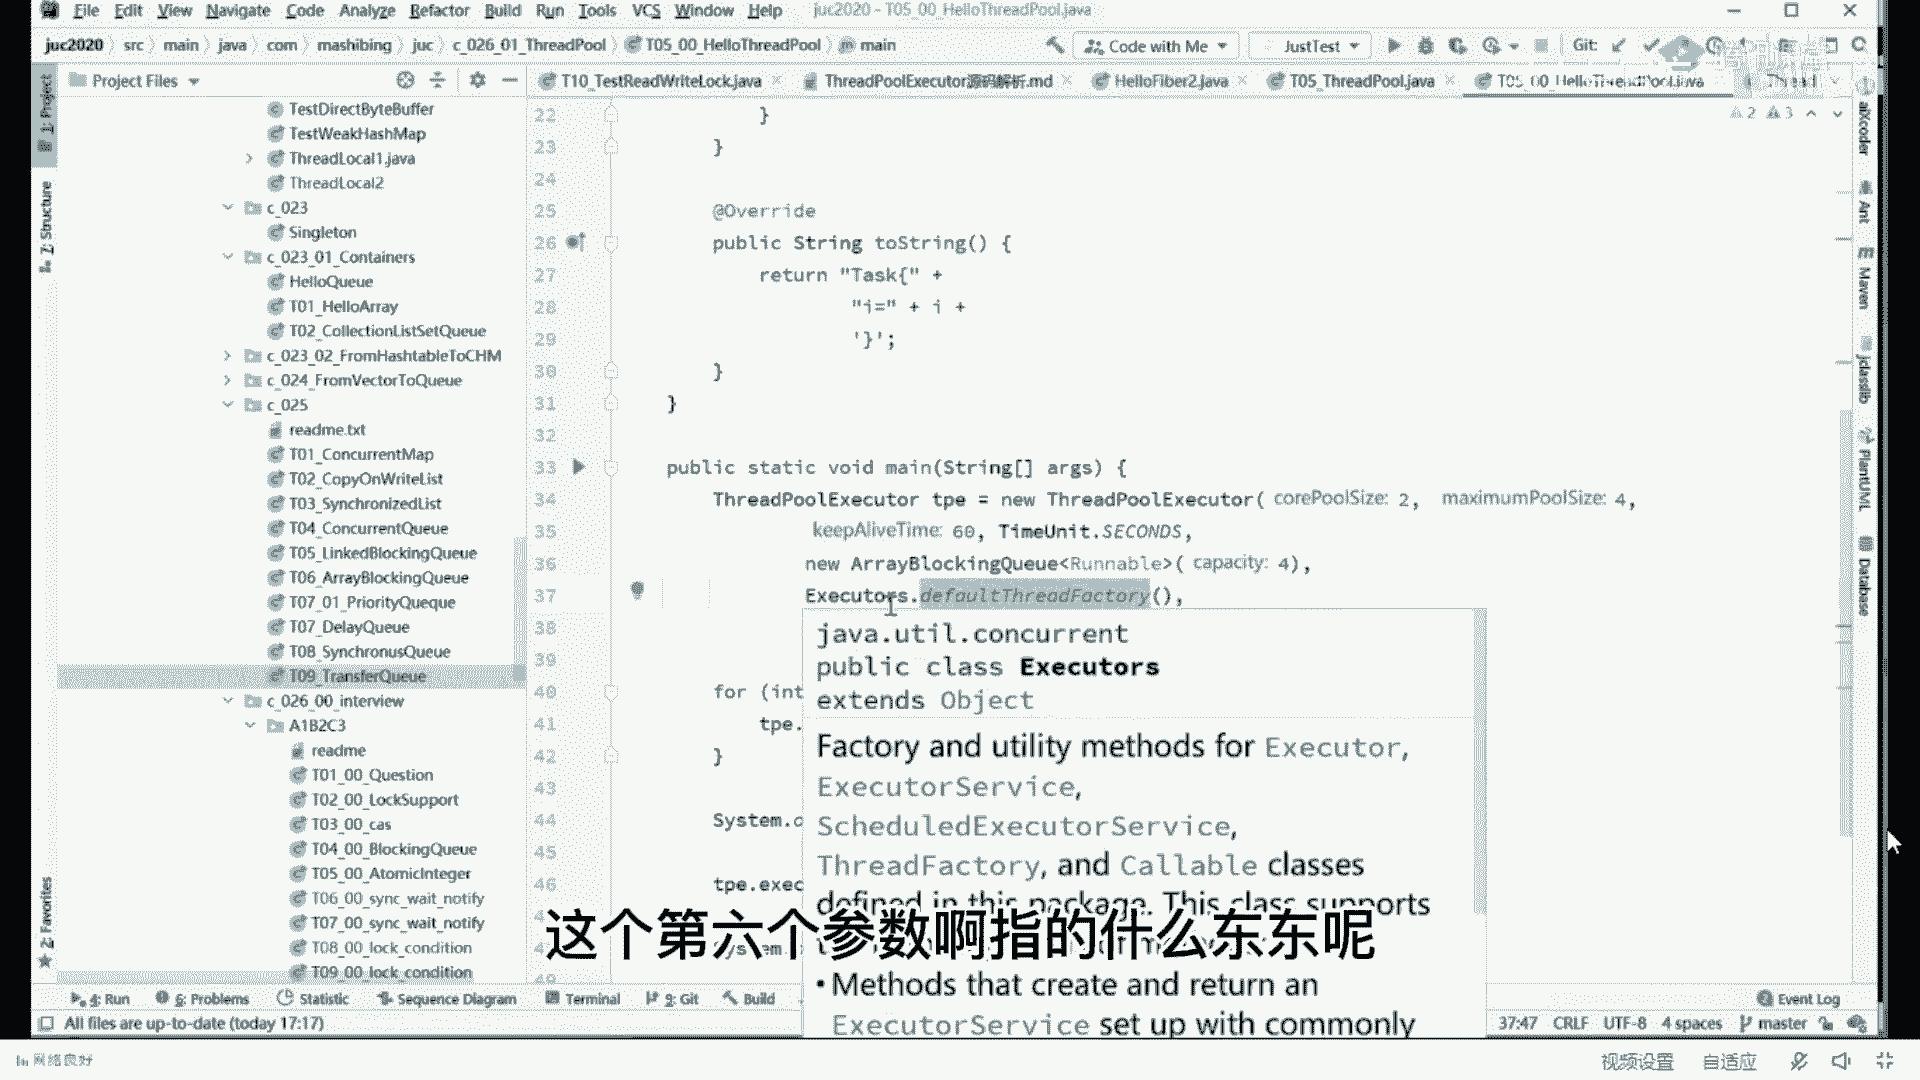 File Edit View Navigate Code Analyze Refactor Build Run Tools VCS Window Help juc2020 - T05_00_HelloThreadPool.java
juc2020 src main java com mashibing juc c_026_01_ThreadPool T05_00_HelloThreadPool main Code with Me JustTest Git:
Project Files
T10_TestReadWriteLock.java ThreadPoolExecutor源码解析.md HelloFiber2.java T05_ThreadPool.java T05_00_HelloThreadPool.java Thread
1: Project
7: Structure
2: Favorites
TestDirectByteBuffer
TestWeakHashMap
ThreadLocal1.java
ThreadLocal2
c_023
Singleton
c_023_01_Containers
HelloQueue
T01_HelloArray
T02_CollectionListSetQueue
c_023_02_FromHashtableToCHM
c_024_FromVectorToQueue
c_025
readme.txt
T01_ConcurrentMap
T02_CopyOnWriteList
T03_SynchronizedList
T04_ConcurrentQueue
T05_LinkedBlockingQueue
T06_ArrayBlockingQueue
T07_01_PriorityQueque
T07_DelayQueue
T08_SynchronusQueue
T09_TransferQueue
c_026_00_interview
A1B2C3
readme
T01_00_Question
T02_00_LockSupport
T03_00_cas
T04_00_BlockingQueue
T05_00_AtomicInteger
T06_00_sync_wait_notify
T07_00_sync_wait_notify
T08_00_lock_condition
T09_00_lock_condition
2 3
22 }
23 }
24
25 @Override
26 public String toString() {
27 return "Task{" +
28 "i=" + i +
29 '}';
30 }
31 }
32
33 public static void main(String[] args) {
34 ThreadPoolExecutor tpe = new ThreadPoolExecutor( corePoolSize: 2, maximumPoolSize: 4,
35 keepAliveTime: 60, TimeUnit.SECONDS,
36 new ArrayBlockingQueue<Runnable>( capacity: 4),
37 Executors.defaultThreadFactory(),
38
39
40 for (int
41 tpe.
42 }
43
44 System.o
45
46 tpe.exec
java.util.concurrent
public class Executors
extends Object
Factory and utility methods for Executor,
ExecutorService,
ScheduledExecutorService,
ThreadFactory, and Callable classes
defined in this package. This class supports
• Methods that create and return an
ExecutorService set up with commonly
这个第六个参数啊指的什么东东呢
aiXcoder
Ant
Maven
jclasslib
PlantUML
Database
4: Run 6: Problems Statistic Sequence Diagram Terminal 9: Git Build Event Log
All files are up-to-date (today 17:17) 37:47 CRLF UTF-8 4 spaces master
网络良好 视频设置 自适应